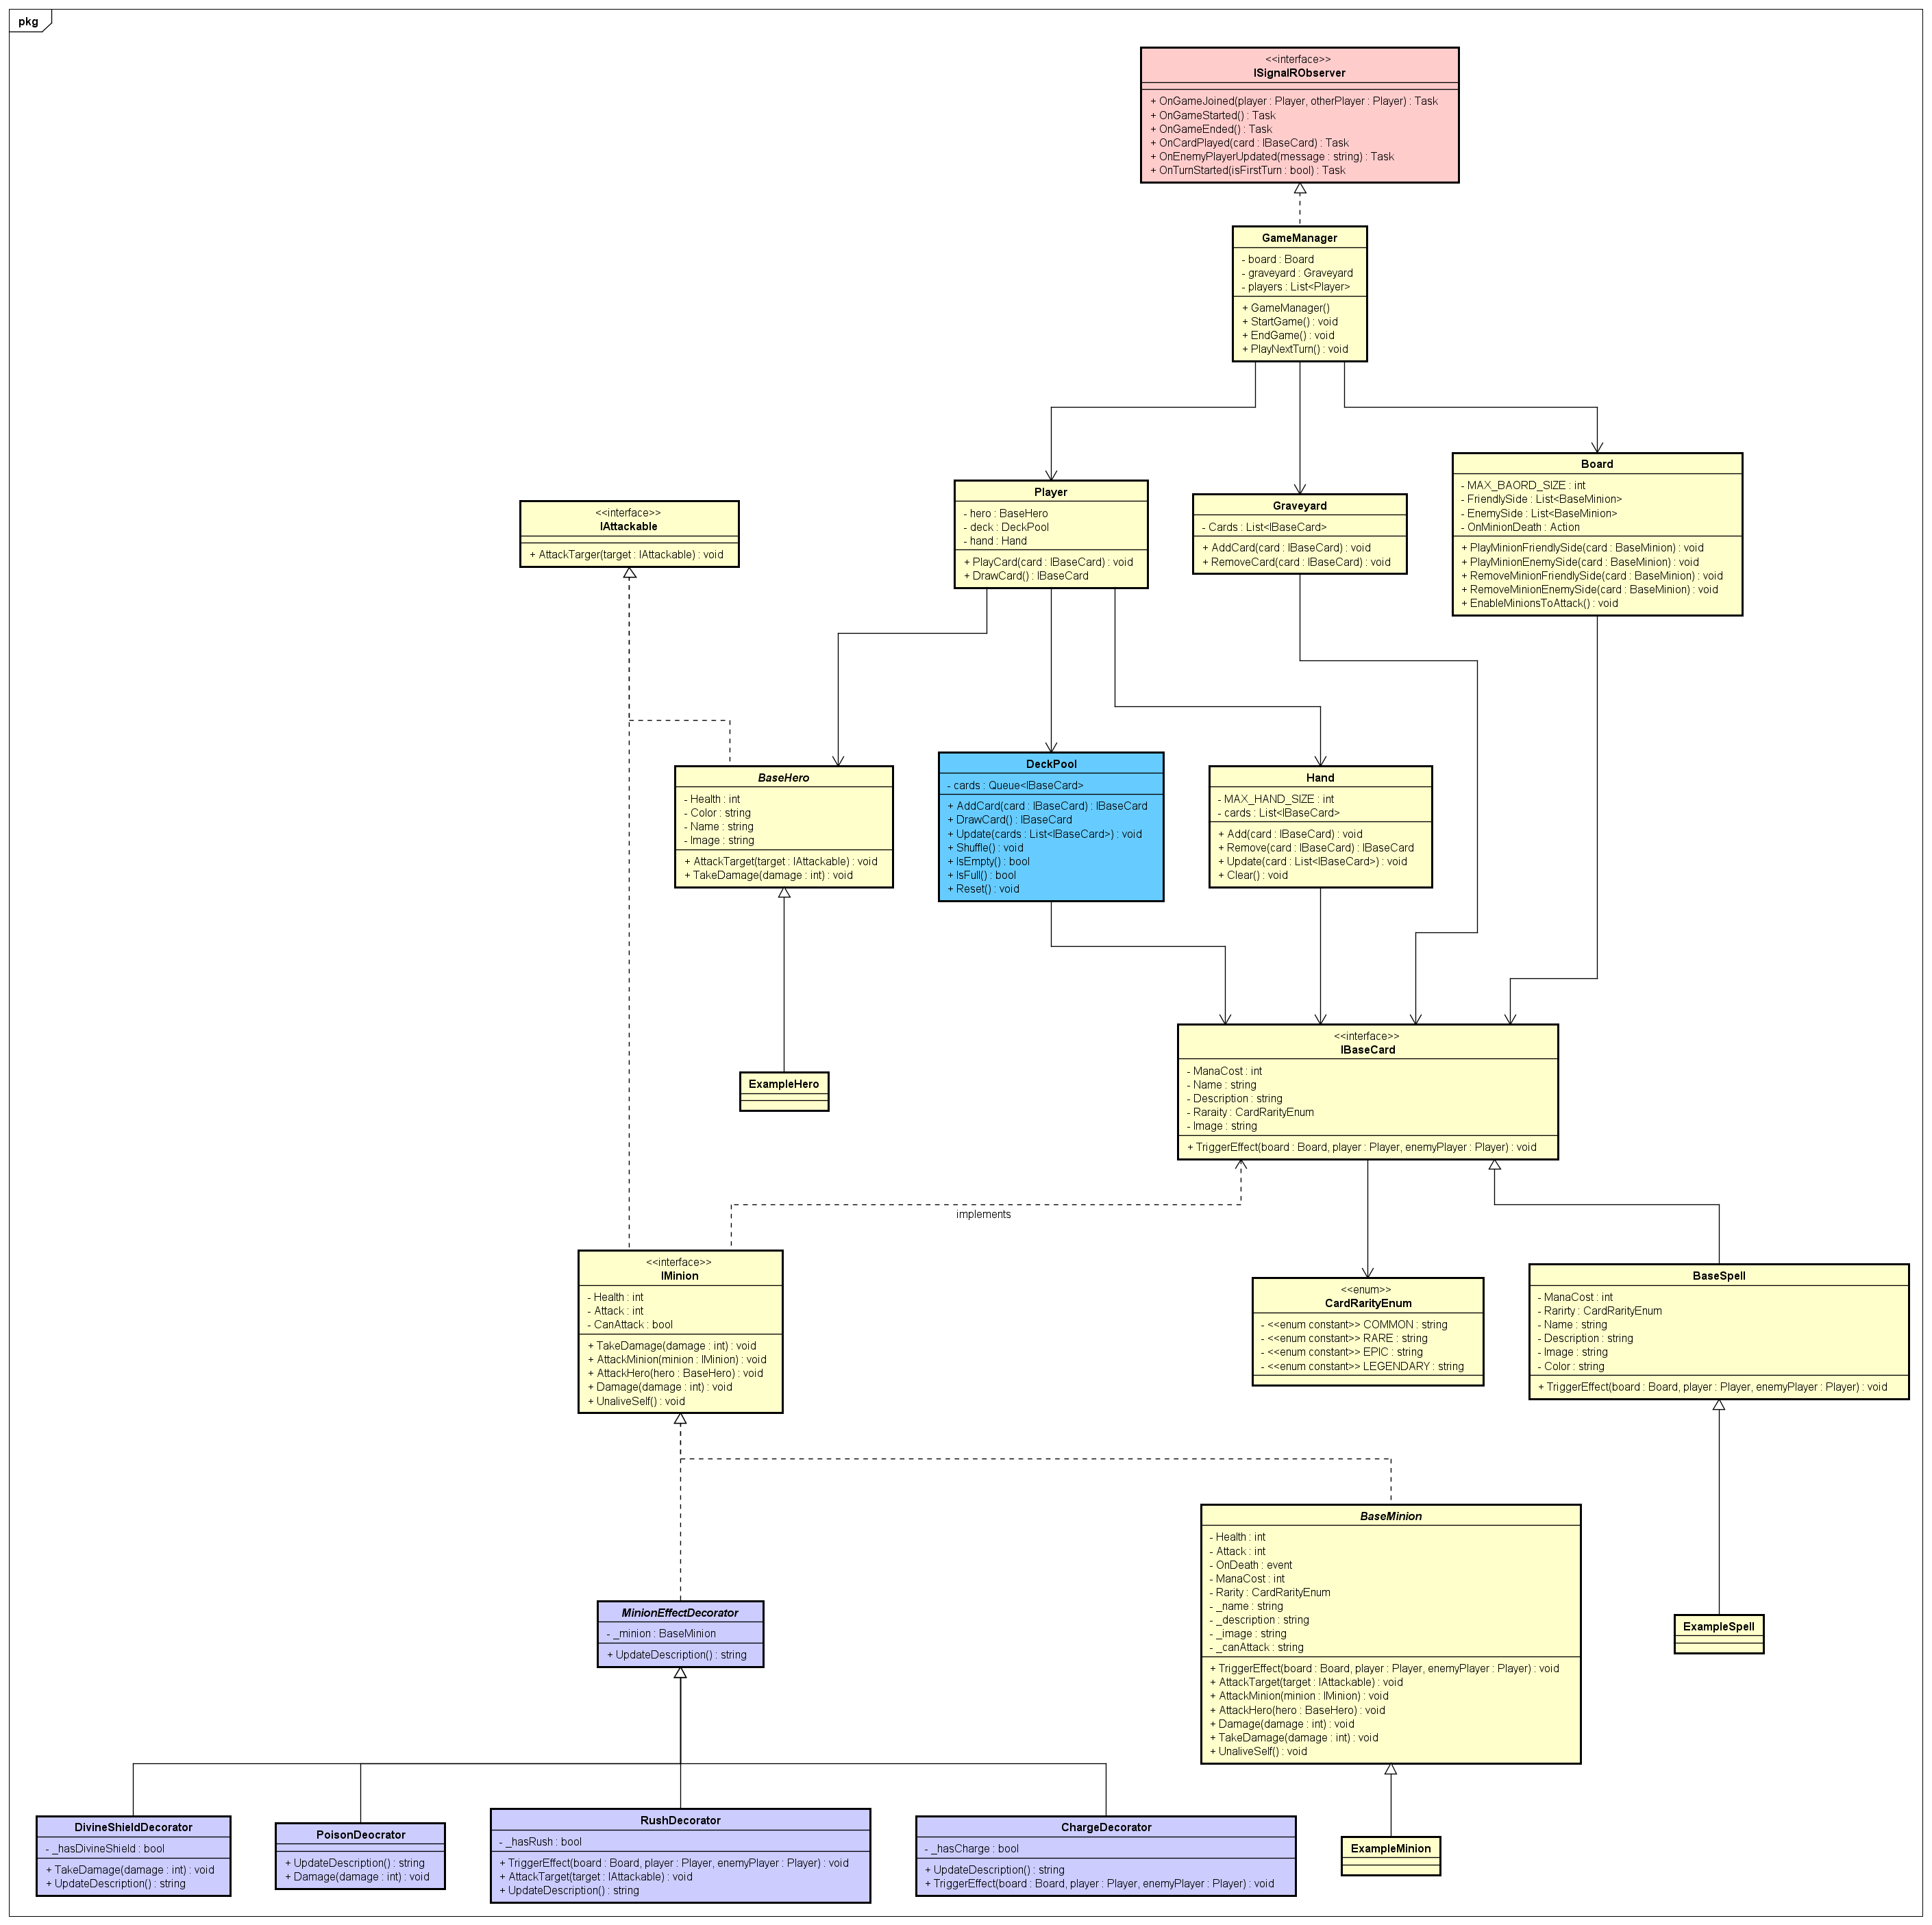 pkg
<<interface>>
ISignalRObserver
+ OnGameJoined(player : Player, otherPlayer : Player) : Task
+ OnGameStarted() : Task
+ OnGameEnded() : Task
+ OnCardPlayed(card : IBaseCard) : Task
+ OnEnemyPlayerUpdated(message : string) : Task
+ OnTurnStarted(isFirstTurn : bool) : Task
GameManager
- board : Board
- graveyard : Graveyard
- players : List<Player>
+ GameManager()
+ StartGame() : void
+ EndGame() : void
+ PlayNextTurn() : void
Board
- MAX_BAORD_SIZE : int
- FriendlySide : List<BaseMinion>
- EnemySide : List<BaseMinion>
- OnMinionDeath : Action
+ PlayMinionFriendlySide(card : BaseMinion) : void
+ PlayMinionEnemySide(card : BaseMinion) : void
+ RemoveMinionFriendlySide(card : BaseMinion) : void
+ RemoveMinionEnemySide(card : BaseMinion) : void
+ EnableMinionsToAttack() : void
Player
- hero : BaseHero
- deck : DeckPool
- hand : Hand
+ PlayCard(card : IBaseCard) : void
+ DrawCard() : IBaseCard
Graveyard
- Cards : List<IBaseCard>
+ AddCard(card : IBaseCard) : void
+ RemoveCard(card : IBaseCard) : void
<<interface>>
IAttackable
+ AttackTarger(target : IAttackable) : void
BaseHero
- Health : int
- Color : string
- Name : string
- Image : string
+ AttackTarget(target : IAttackable) : void
+ TakeDamage(damage : int) : void
DeckPool
- cards : Queue<IBaseCard>
+ AddCard(card : IBaseCard) : IBaseCard
+ DrawCard() : IBaseCard
+ Update(cards : List<IBaseCard>) : void
+ Shuffle() : void
+ IsEmpty() : bool
+ IsFull() : bool
+ Reset() : void
Hand
- MAX_HAND_SIZE : int
- cards : List<IBaseCard>
+ Add(card : IBaseCard) : void
+ Remove(card : IBaseCard) : IBaseCard
+ Update(card : List<IBaseCard>) : void
+ Clear() : void
ExampleHero
<<interface>>
IBaseCard
- ManaCost : int
- Name : string
- Description : string
- Raraity : CardRarityEnum
- Image : string
+ TriggerEffect(board : Board, player : Player, enemyPlayer : Player) : void
implements
<<interface>>
IMinion
- Health : int
- Attack : int
- CanAttack : bool
+ TakeDamage(damage : int) : void
+ AttackMinion(minion : IMinion) : void
+ AttackHero(hero : BaseHero) : void
+ Damage(damage : int) : void
+ UnaliveSelf() : void
<<enum>>
CardRarityEnum
- <<enum constant>> COMMON : string
- <<enum constant>> RARE : string
- <<enum constant>> EPIC : string
- <<enum constant>> LEGENDARY : string
BaseSpell
- ManaCost : int
- Rarirty : CardRarityEnum
- Name : string
- Description : string
- Image : string
- Color : string
+ TriggerEffect(board : Board, player : Player, enemyPlayer : Player) : void
BaseMinion
- Health : int
- Attack : int
- OnDeath : event
- ManaCost : int
- Rarity : CardRarityEnum
- _name : string
- _description : string
- _image : string
- _canAttack : string
+ TriggerEffect(board : Board, player : Player, enemyPlayer : Player) : void
+ AttackTarget(target : IAttackable) : void
+ AttackMinion(minion : IMinion) : void
+ AttackHero(hero : BaseHero) : void
+ Damage(damage : int) : void
+ TakeDamage(damage : int) : void
+ UnaliveSelf() : void
MinionEffectDecorator
- _minion : BaseMinion
+ UpdateDescription() : string
ExampleSpell
DivineShieldDecorator
- _hasDivineShield : bool
+ TakeDamage(damage : int) : void
+ UpdateDescription() : string
PoisonDeocrator
+ UpdateDescription() : string
+ Damage(damage : int) : void
RushDecorator
- _hasRush : bool
+ TriggerEffect(board : Board, player : Player, enemyPlayer : Player) : void
+ AttackTarget(target : IAttackable) : void
+ UpdateDescription() : string
ChargeDecorator
- _hasCharge : bool
+ UpdateDescription() : string
+ TriggerEffect(board : Board, player : Player, enemyPlayer : Player) : void
ExampleMinion